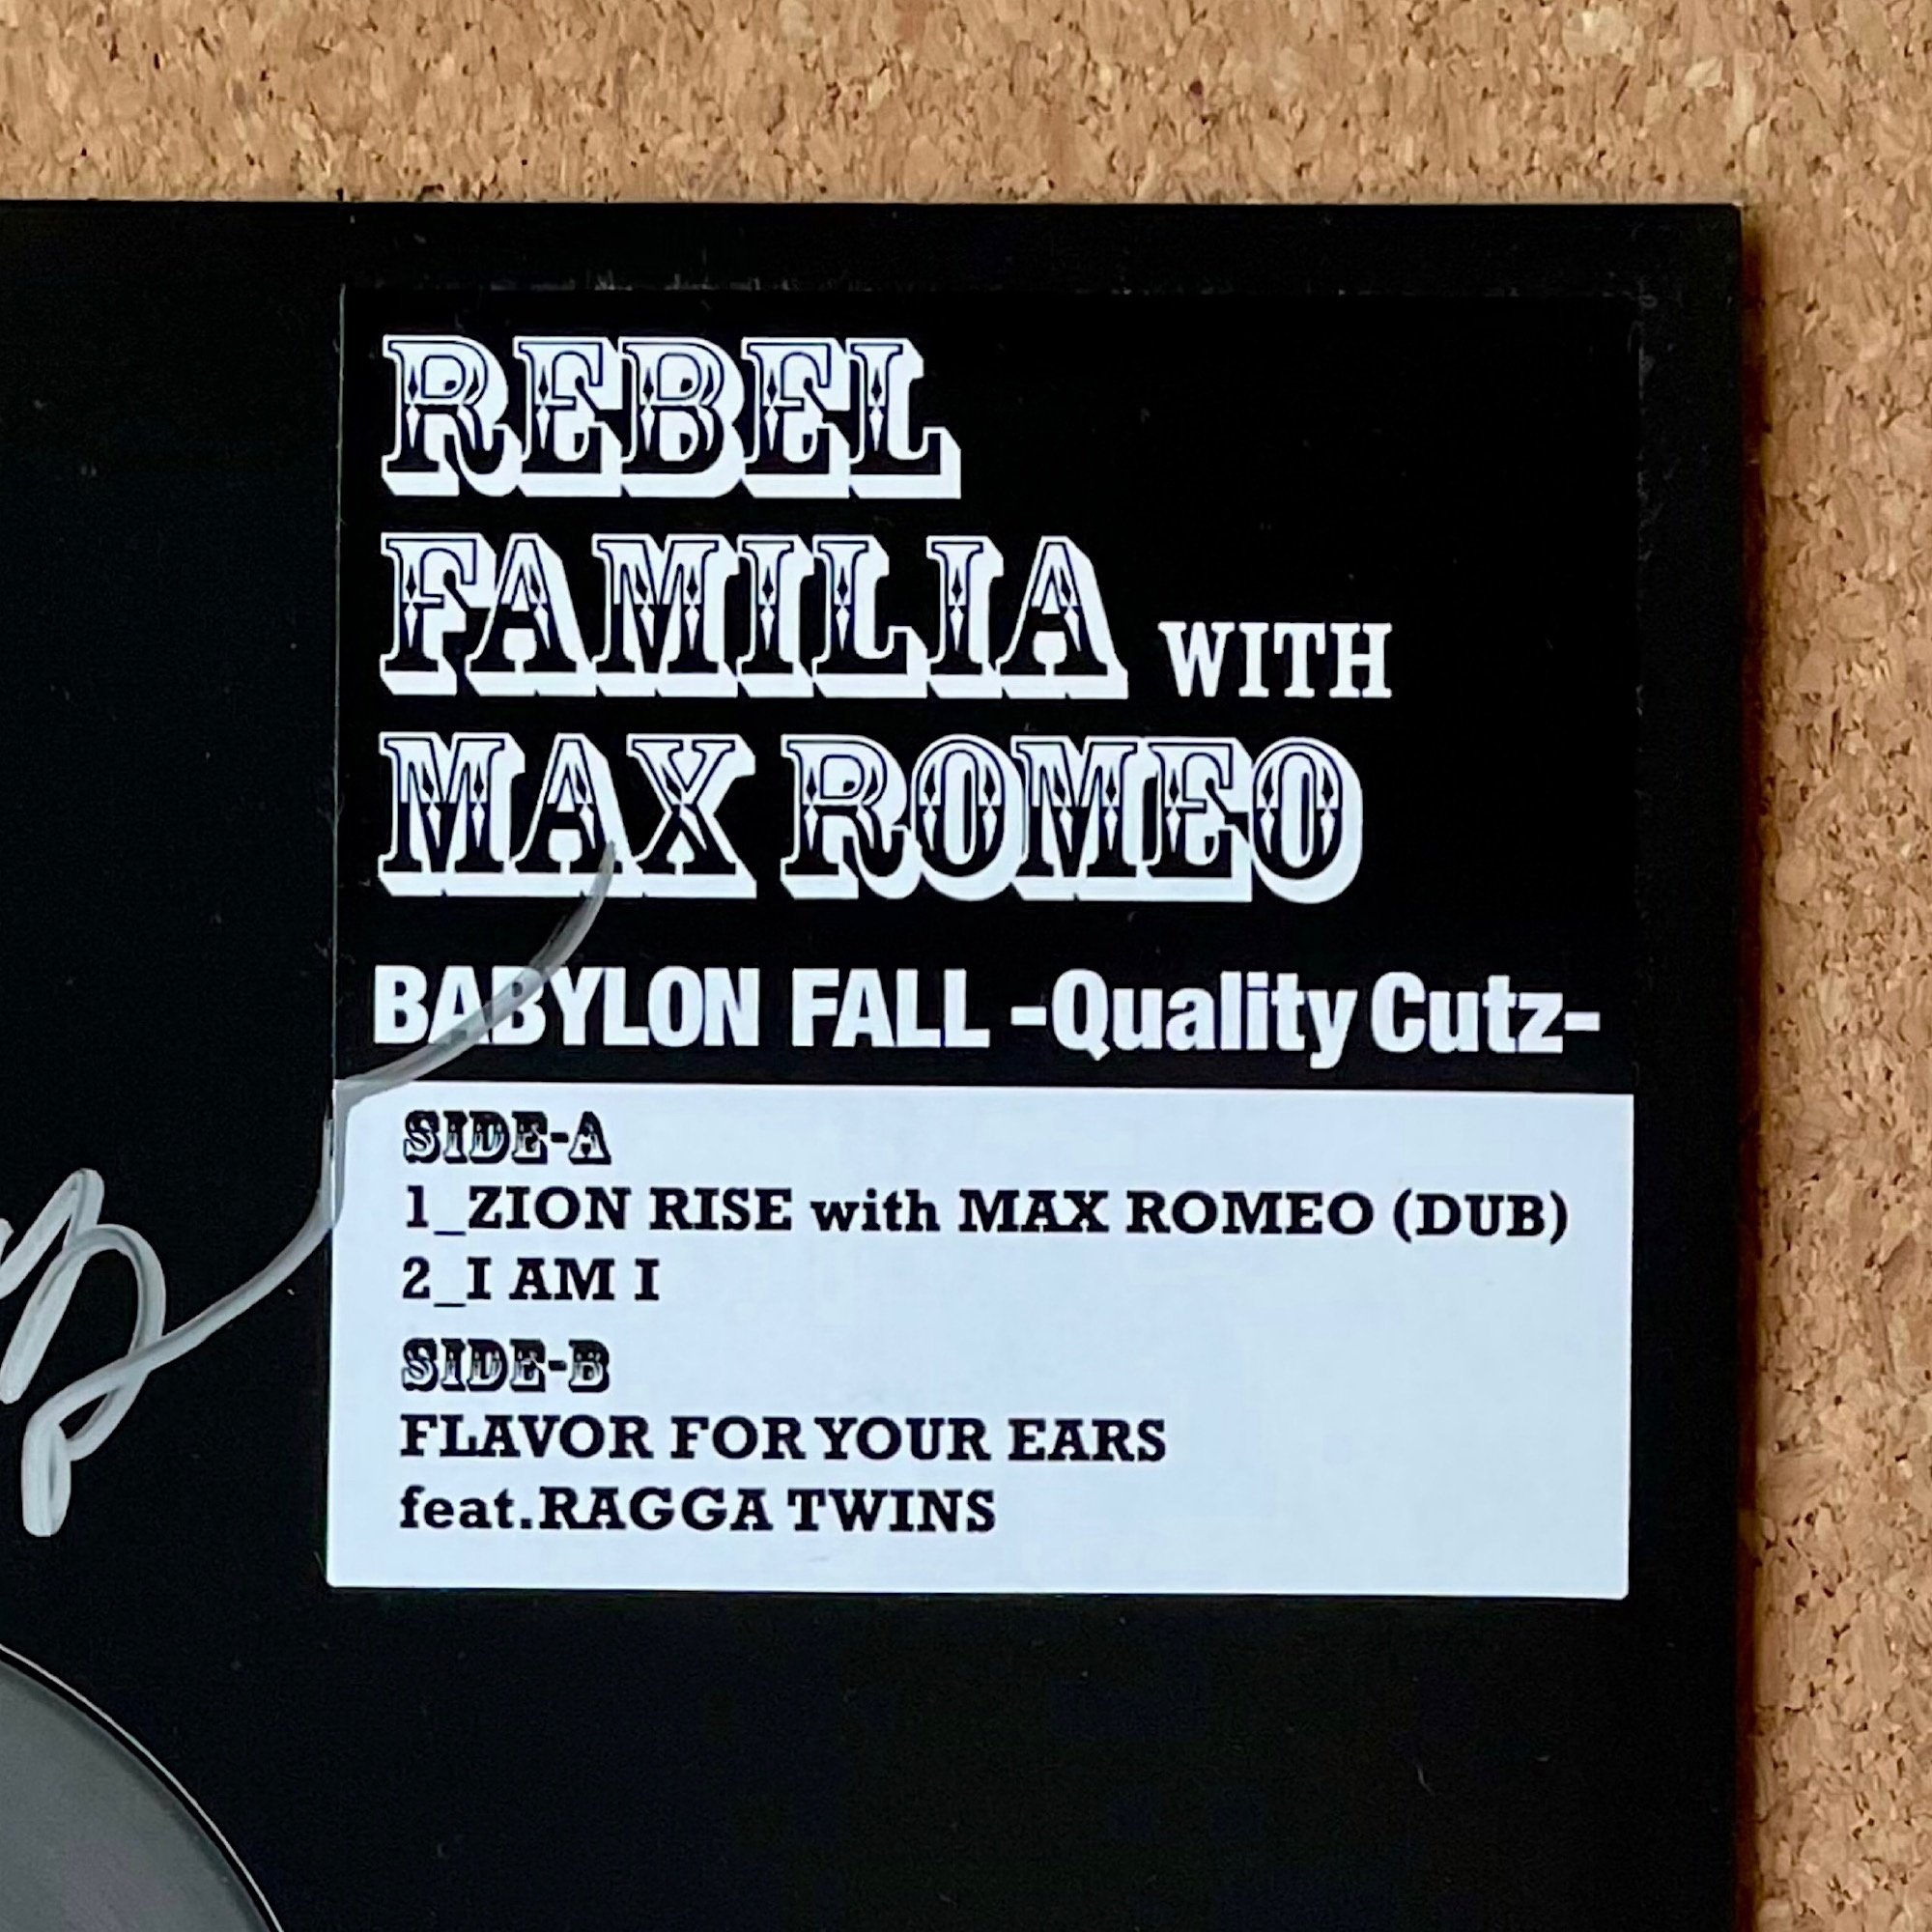 REBEL
FAMILIA WITH
MAX ROMEO
BABYLON FALL -Quality Cutz-
SIDE-A
1_ZION RISE with MAX ROMEO (DUB)
2_I AM I
SIDE-B
FLAVOR FOR YOUR EARS
feat.RAGGA TWINS